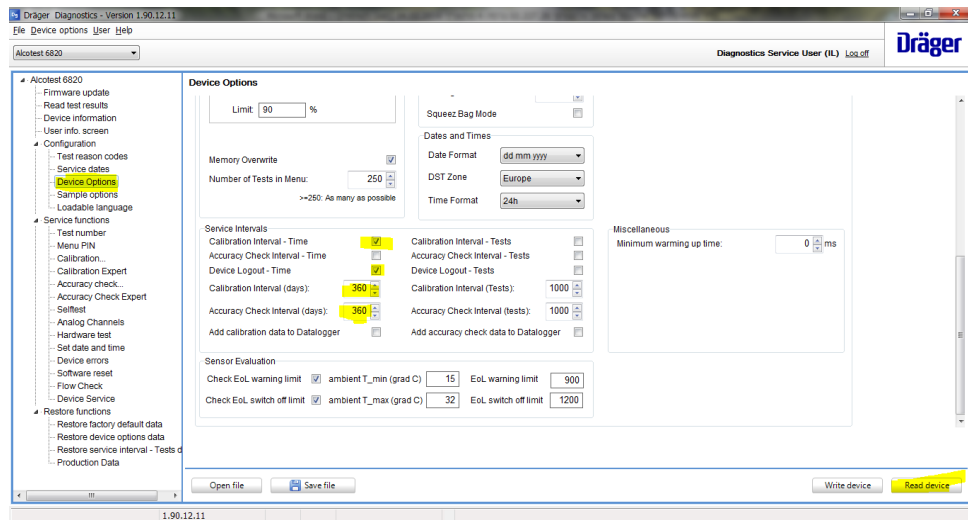 Dräger Diagnostics - Version 1.90.12.11
File Device options User Help
Alcotest 6820
Diagnostics Service User (IL) Log off
Dräger
Alcotest 6820
Firmware update
Read test results
Device information
User info. screen
Configuration
Test reason codes
Service dates
Device Options
Sample options
Loadable language
Service functions
Test number
Menu PIN
Calibration...
Calibration Expert
Accuracy check...
Accuracy Check Expert
Selftest
Analog Channels
Hardware test
Set date and time
Device errors
Software reset
Flow Check
Device Service
Restore functions
Restore factory default data
Restore device options data
Restore service interval - Tests d
Production Data
Device Options
Limit: 90 %
Memory Overwrite
Number of Tests in Menu: 250
>=250: As many as possible
Squeez Bag Mode
Dates and Times
Date Format dd mm yyyy
DST Zone Europe
Time Format 24h
Service Intervals
Calibration Interval - Time Calibration Interval - Tests
Accuracy Check Interval - Time Accuracy Check Interval - Tests
Device Logout - Time Device Logout - Tests
Calibration Interval (days): 360 Calibration Interval (Tests): 1000
Accuracy Check Interval (days): 360 Accuracy Check Interval (tests): 1000
Add calibration data to Datalogger Add accuracy check data to Datalogger
Miscellaneous
Minimum warming up time: 0 ms
Sensor Evaluation
Check EoL warning limit ambient T_min (grad C) 15 EoL warning limit 900
Check EoL switch off limit ambient T_max (grad C) 32 EoL switch off limit 1200
Open file Save file Write device Read device
1.90.12.11